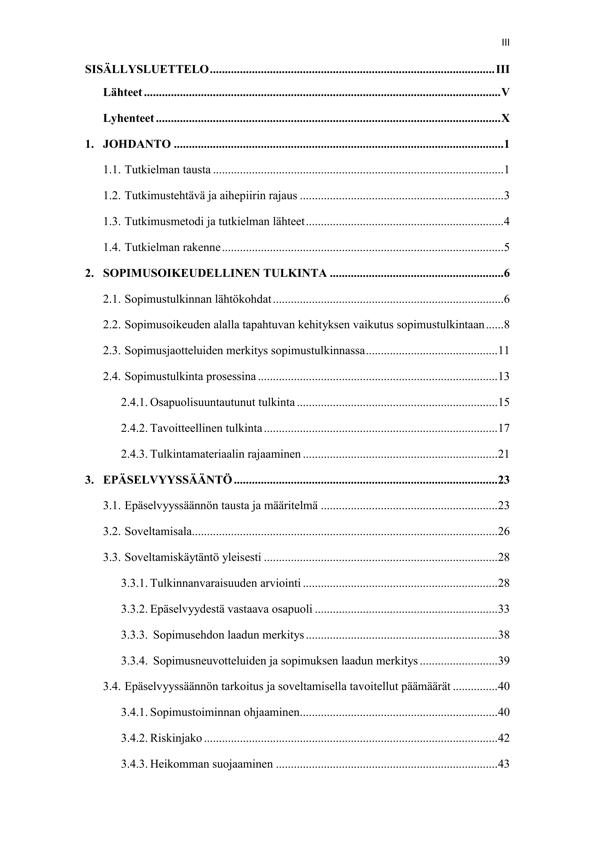 III
SISÄLLYSLUETTELO...............................................................................................III
Lähteet.......................................................................................................................V
Lyhenteet...................................................................................................................X
1. JOHDANTO..............................................................................................................1
1.1. Tutkielman tausta.................................................................................................1
1.2. Tutkimustehtävä ja aihepiirin rajaus....................................................................3
1.3. Tutkimusmetodi ja tutkielman lähteet..................................................................4
1.4. Tutkielman rakenne..............................................................................................5
2. SOPIMUSOIKEUDELLINEN TULKINTA..........................................................6
2.1. Sopimustulkinnan lähtökohdat.............................................................................6
2.2. Sopimusoikeuden alalla tapahtuvan kehityksen vaikutus sopimustulkintaan......8
2.3. Sopimusjaotteluiden merkitys sopimustulkinnassa............................................11
2.4. Sopimustulkinta prosessina................................................................................13
2.4.1. Osapuolisuuntautunut tulkinta...................................................................15
2.4.2. Tavoitteellinen tulkinta..............................................................................17
2.4.3. Tulkintamateriaalin rajaaminen.................................................................21
3. EPÄSELVYYSSÄÄNTÖ........................................................................................23
3.1. Epäselvyyssäännön tausta ja määritelmä...........................................................23
3.2. Soveltamisala......................................................................................................26
3.3. Soveltamiskäytäntö yleisesti..............................................................................28
3.3.1. Tulkinnanvaraisuuden arviointi.................................................................28
3.3.2. Epäselvyydestä vastaava osapuoli.............................................................33
3.3.3. Sopimusehdon laadun merkitys................................................................38
3.3.4. Sopimusneuvotteluiden ja sopimuksen laadun merkitys..........................39
3.4. Epäselvyyssäännön tarkoitus ja soveltamisella tavoitellut päämäärät...............40
3.4.1. Sopimustoiminnan ohjaaminen..................................................................40
3.4.2. Riskinjako..................................................................................................42
3.4.3. Heikomman suojaaminen..........................................................................43